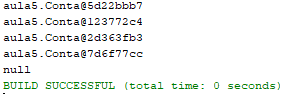 aula5.Conta@5d22bbb7
aula5.Conta@123772c4
aula5.Conta@2d363fb3
aula5.Conta@7d6f77cc
null
BUILD SUCCESSFUL (total time: 0 seconds)